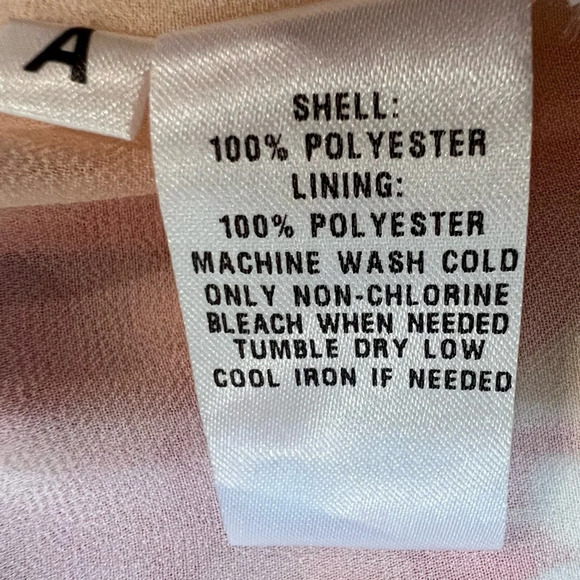 A
SHELL:
100% POLYESTER
LINING:
100% POLYESTER
MACHINE WASH COLD
ONLY NON-CHLORINE
BLEACH WHEN NEEDED
TUMBLE DRY LOW
COOL IRON IF NEEDED